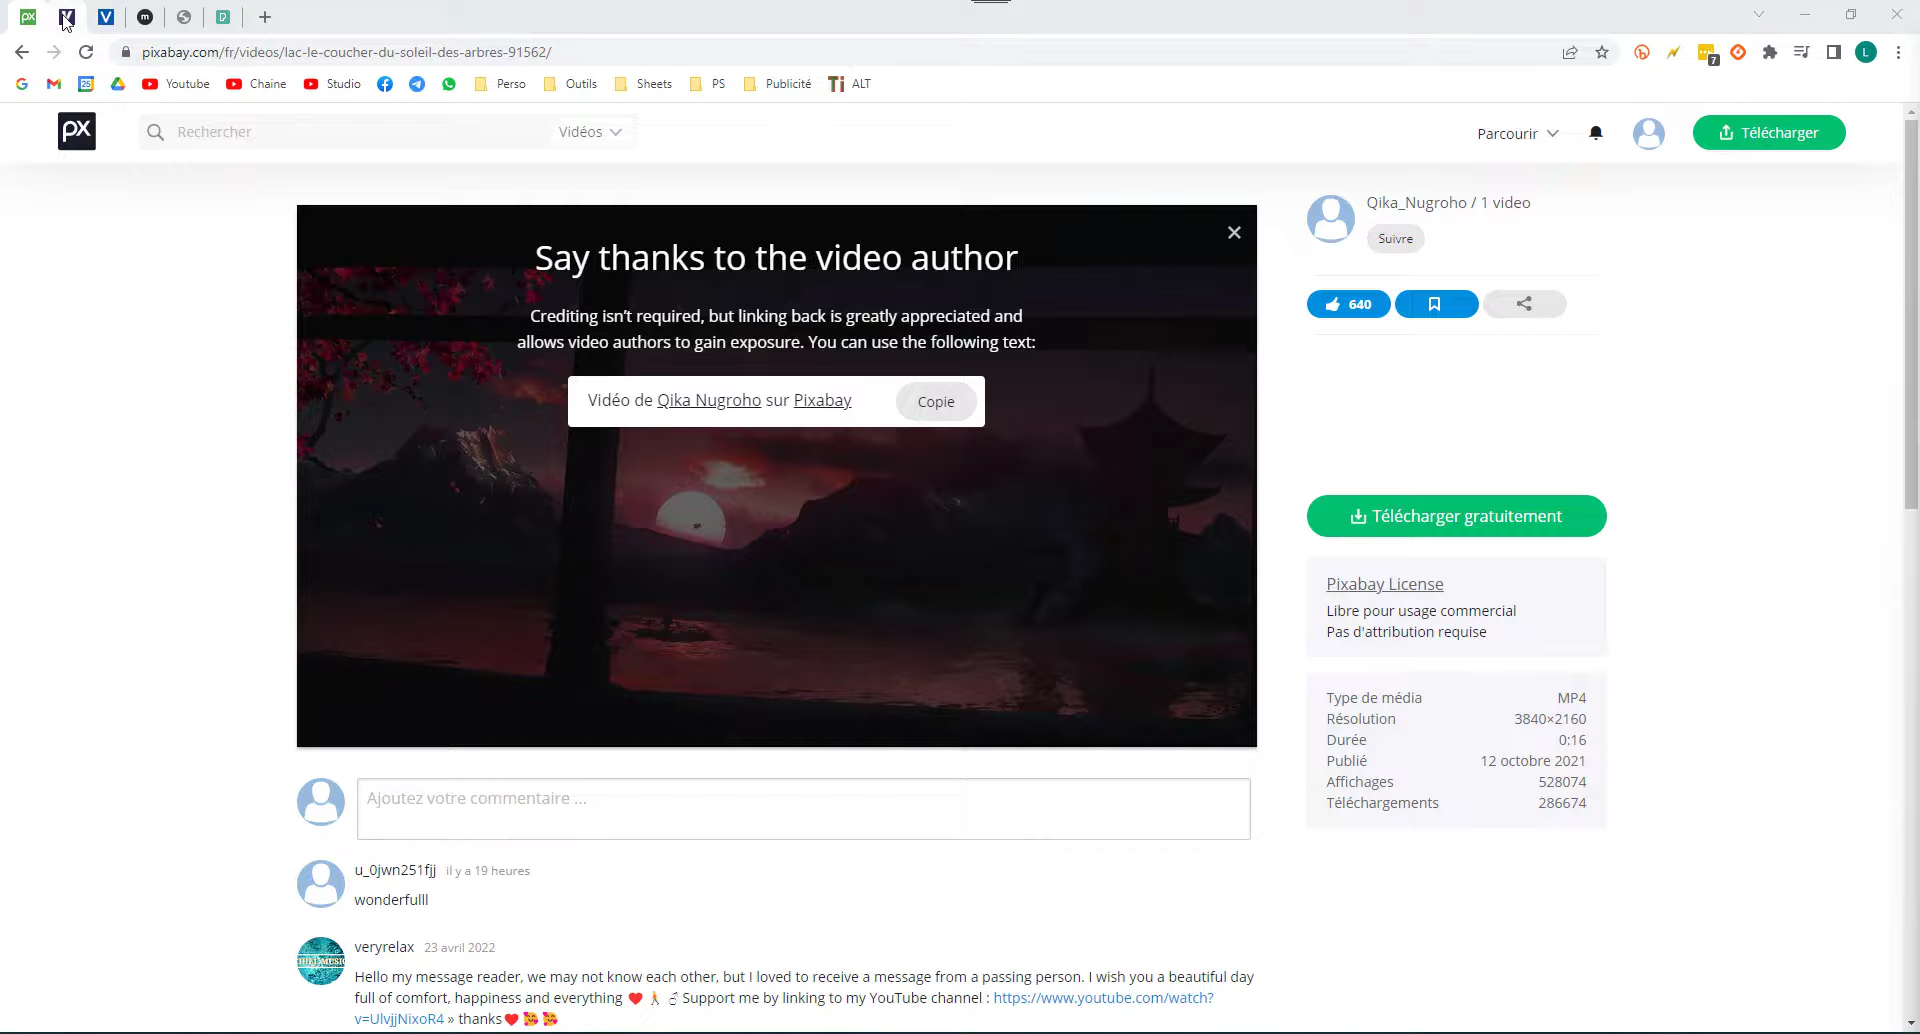 pixabay.com/fr/videos/lac-le-coucher-du-soleil-des-arbres-91562/
7
L
Youtube
Chaine
Studio
Perso
Outils
Sheets
PS
Publicité
ALT
px
Rechercher
Vidéos
Parcourir
Télécharger
Say thanks to the video author
Crediting isn't required, but linking back is greatly appreciated and
allows video authors to gain exposure. You can use the following text:
Vidéo de Qika Nugroho sur Pixabay
Copie
Qika_Nugroho / 1 video
Suivre
640
Télécharger gratuitement
Pixabay License
Libre pour usage commercial
Pas d'attribution requise
Type de média MP4
Résolution 3840×2160
Durée 0:16
Publié 12 octobre 2021
Affichages 528074
Téléchargements 286674
Ajoutez votre commentaire ...
u_0jwn251fjj il y a 19 heures
wonderfulll
veryrelax 23 avril 2022
Hello my message reader, we may not know each other, but I loved to receive a message from a passing person. I wish you a beautiful day
full of comfort, happiness and everything ❤️ 🚶 Support me by linking to my YouTube channel : https://www.youtube.com/watch?
v=UlvjjNixoR4 » thanks❤️ 🥰 🥰